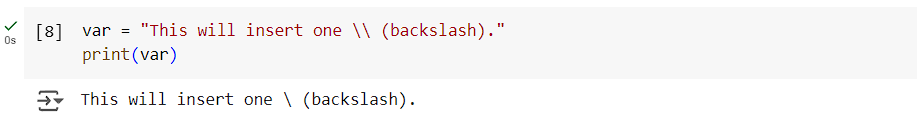 [8] var = "This will insert one \\ (backslash)."
0s
print(var)
This will insert one \ (backslash).